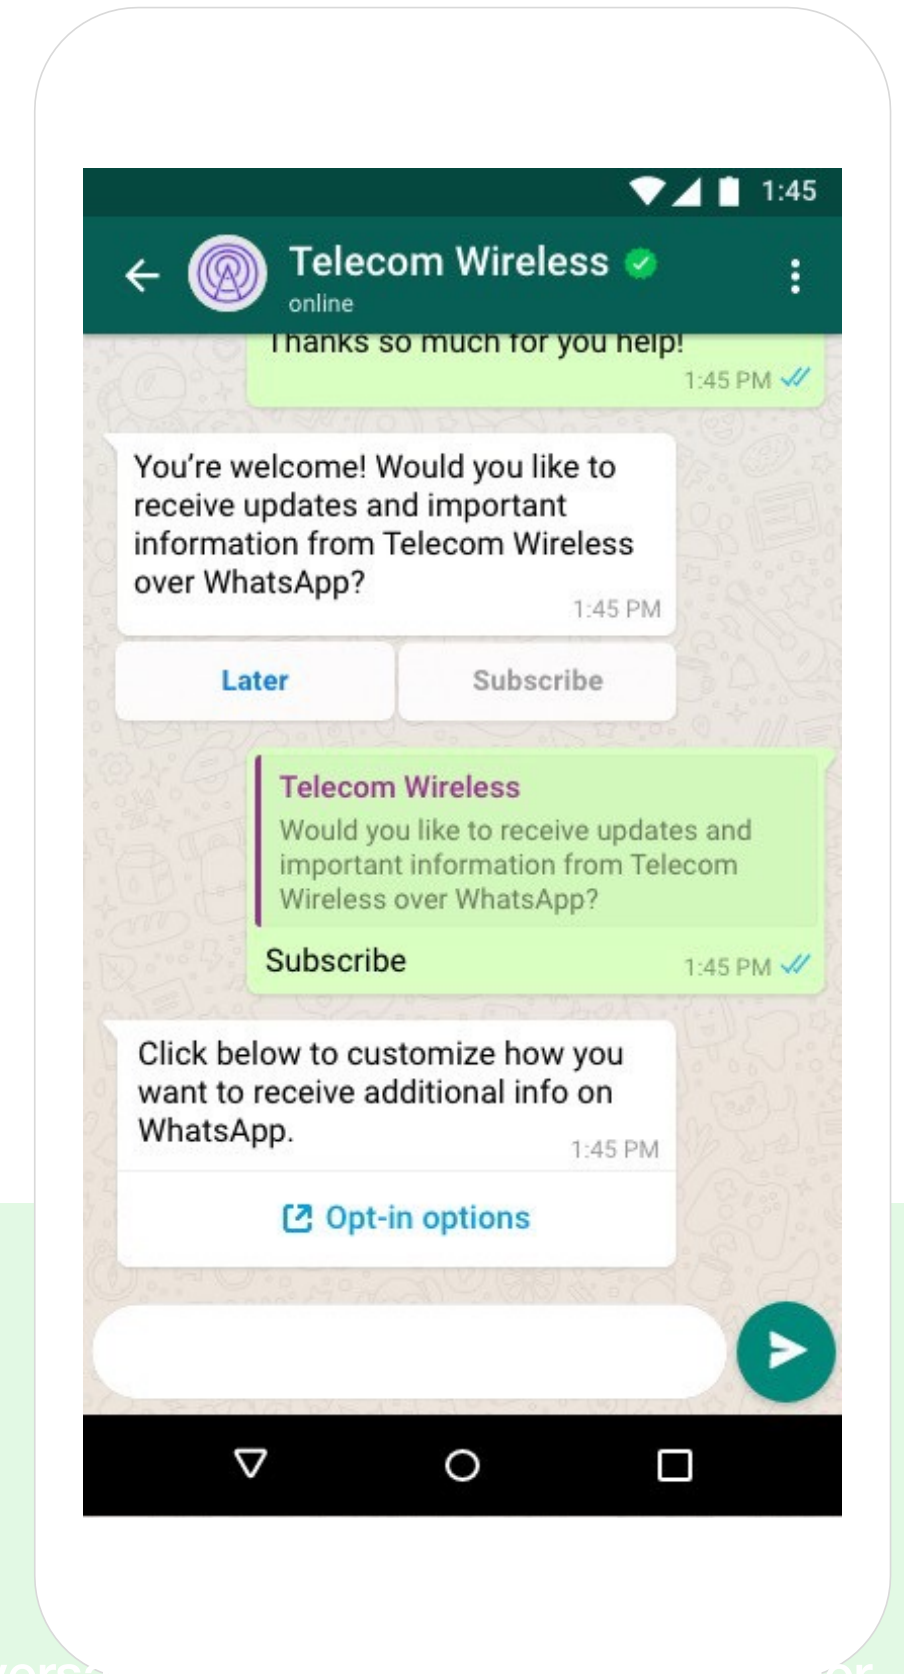 1:45
Telecom Wireless
online
Thanks so much for you help!
1:45 PM
You're welcome! Would you like to
receive updates and important
information from Telecom Wireless
over WhatsApp?
1:45 PM
Later Subscribe
Telecom Wireless
Would you like to receive updates and
important information from Telecom
Wireless over WhatsApp?
Subscribe
1:45 PM
Click below to customize how you
want to receive additional info on
WhatsApp.
1:45 PM
Opt-in options